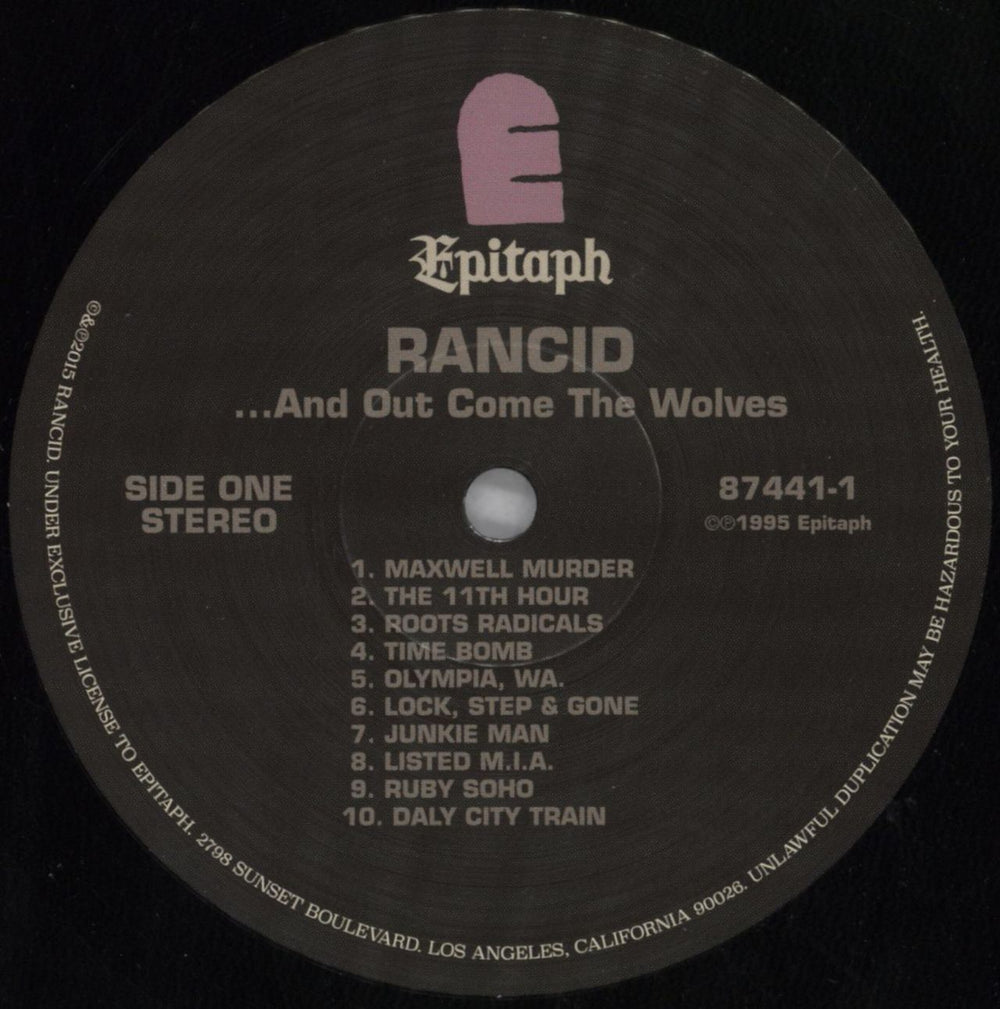 Epitaph
RANCID
...And Out Come The Wolves
SIDE ONE
STEREO
87441-1
©℗1995 Epitaph
1. MAXWELL MURDER
2. THE 11TH HOUR
3. ROOTS RADICALS
4. TIME BOMB
5. OLYMPIA, WA.
6. LOCK, STEP & GONE
7. JUNKIE MAN
8. LISTED M.I.A.
9. RUBY SOHO
10. DALY CITY TRAIN
©&℗2015 RANCID. UNDER EXCLUSIVE LICENSE TO EPITAPH. 2798 SUNSET BOULEVARD. LOS ANGELES, CALIFORNIA 90026. UNLAWFUL DUPLICATION MAY BE HAZARDOUS TO YOUR HEALTH.